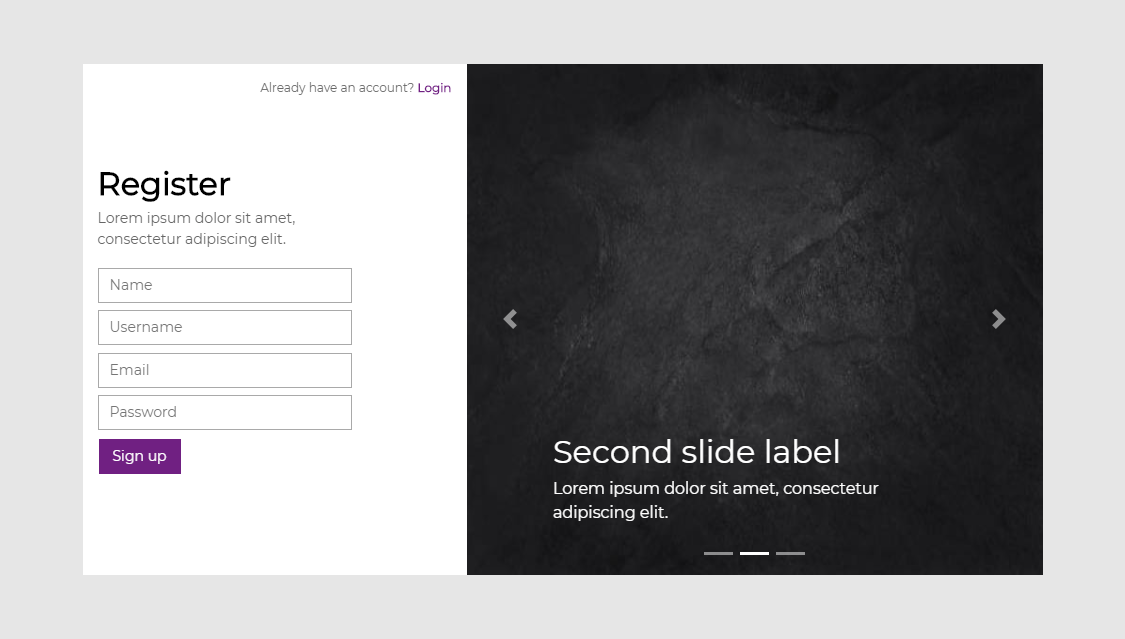 Already have an account? Login
Register
Lorem ipsum dolor sit amet,
consectetur adipiscing elit.
Name
Username
Email
Password
Sign up
Second slide label
Lorem ipsum dolor sit amet, consectetur
adipiscing elit.